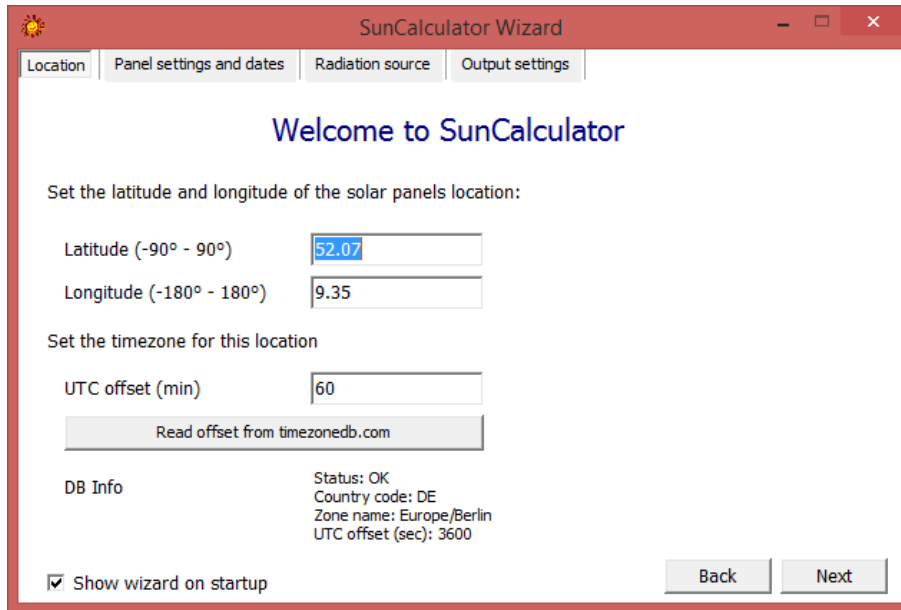 SunCalculator Wizard
Location
Panel settings and dates
Radiation source
Output settings
Welcome to SunCalculator
Set the latitude and longitude of the solar panels location:
Latitude (-90º - 90º)
52.07
Longitude (-180º - 180º)
9.35
Set the timezone for this location
UTC offset (min)
60
Read offset from timezonedb.com
DB Info
Status: OK
Country code: DE
Zone name: Europe/Berlin
UTC offset (sec): 3600
Show wizard on startup
Back
Next